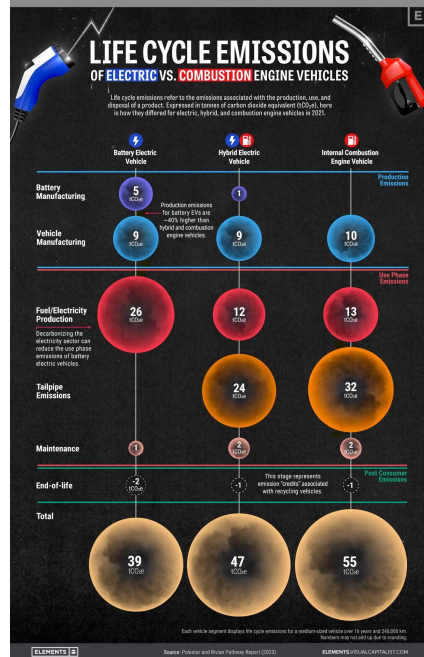 E
LIFE CYCLE EMISSIONS
OF ELECTRIC VS. COMBUSTION ENGINE VEHICLES
Life cycle emissions refer to the emissions associated with the production, use, and
disposal of a product. Expressed in tonnes of carbon dioxide equivalent (tCO₂e), here
is how they differed for electric, hybrid, and combustion engine vehicles in 2021.
Battery Electric
Vehicle
Hybrid Electric
Vehicle
Internal Combustion
Engine Vehicle
Production
Emissions
Battery
Manufacturing
5
tCO₂e
1
Production emissions
for battery EVs are
~40% higher than
hybrid and combustion
engine vehicles.
Vehicle
Manufacturing
9
tCO₂e
9
tCO₂e
10
tCO₂e
Use Phase
Emissions
Fuel/Electricity
Production
26
tCO₂e
12
tCO₂e
13
tCO₂e
Decarbonizing the
electricity sector can
reduce the use phase
emissions of battery
electric vehicles.
Tailpipe
Emissions
24
tCO₂e
32
tCO₂e
Maintenance
1
2
tCO₂e
2
tCO₂e
Post Consumer
Emissions
End-of-life
-2
tCO₂e
-1
This stage represents
emission "credits" associated
with recycling vehicles.
-1
Total
39
tCO₂e
47
tCO₂e
55
tCO₂e
Each vehicle segment displays life cycle emissions for a medium-sized vehicle over 16 years and 240,000 km.
Numbers may not add up due to rounding.
ELEMENTS
Source: Polestar and Rivian Pathway Report (2023)
ELEMENTS.VISUALCAPITALIST.COM